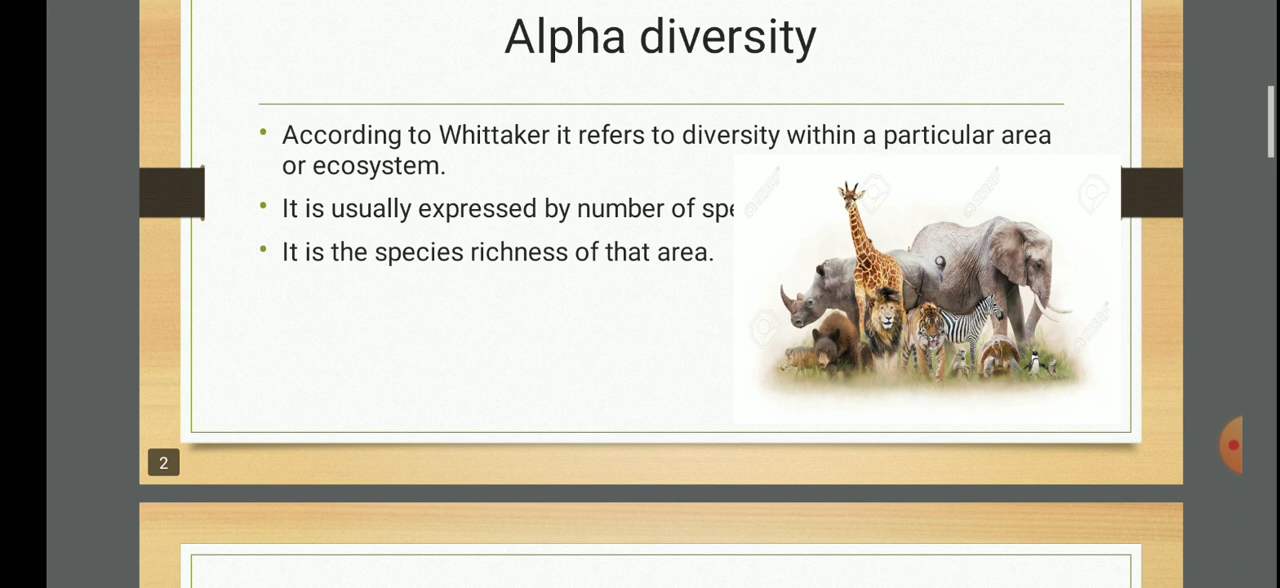 Alpha diversity
• According to Whittaker it refers to diversity within a particular area
or ecosystem.
• It is usually expressed by number of spe
• It is the species richness of that area.
2